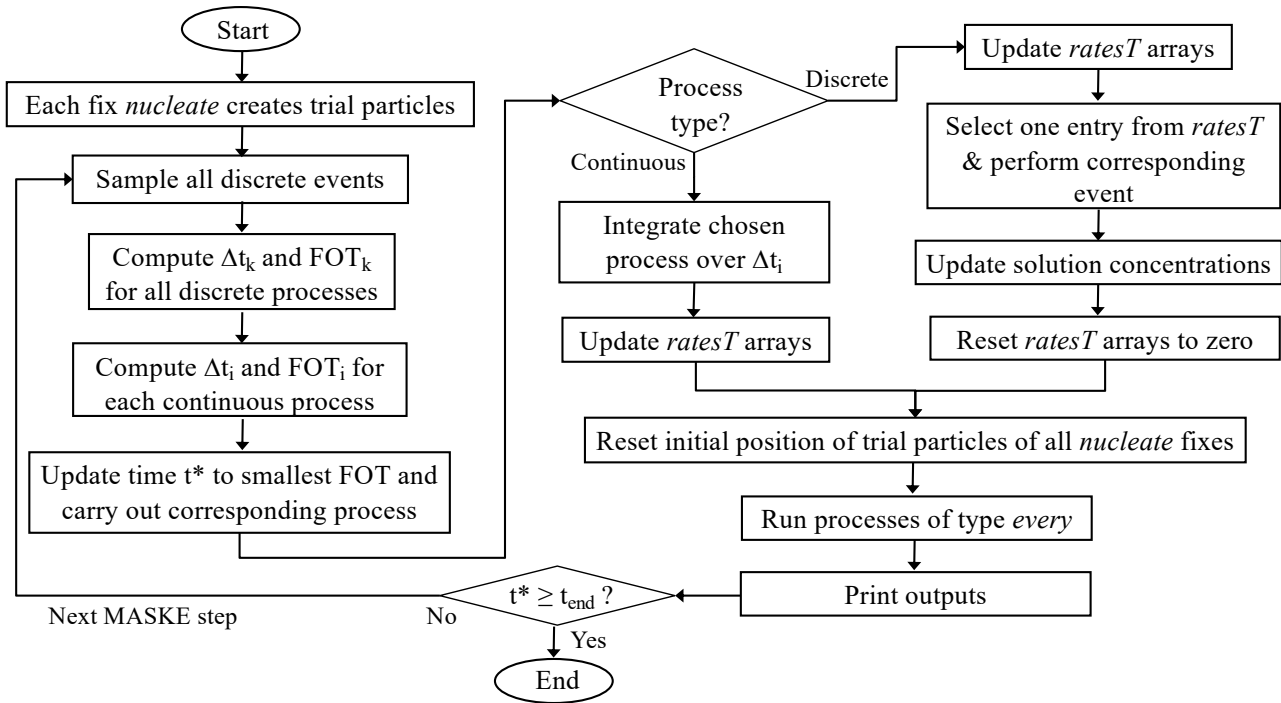 Start
Each fix nucleate creates trial particles
Sample all discrete events
Compute Δtk and FOTk
for all discrete processes
Compute Δti and FOTi for
each continuous process
Update time t* to smallest FOT and
carry out corresponding process
Process
type?
Discrete
Continuous
Integrate chosen
process over Δti
Update ratesT arrays
Update ratesT arrays
Select one entry from ratesT
& perform corresponding
event
Update solution concentrations
Reset ratesT arrays to zero
Reset initial position of trial particles of all nucleate fixes
Run processes of type every
Print outputs
t* ≥ tend ?
No
Next MASKE step
Yes
End